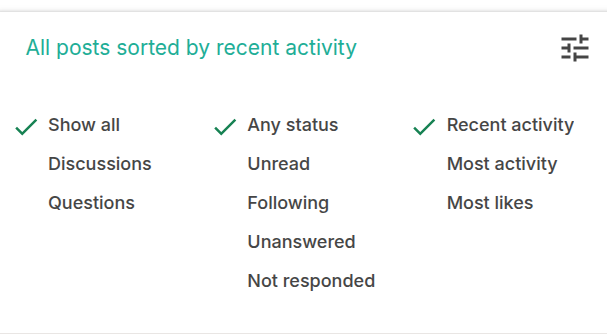 All posts sorted by recent activity
Show all
Discussions
Questions
Any status
Unread
Following
Unanswered
Not responded
Recent activity
Most activity
Most likes